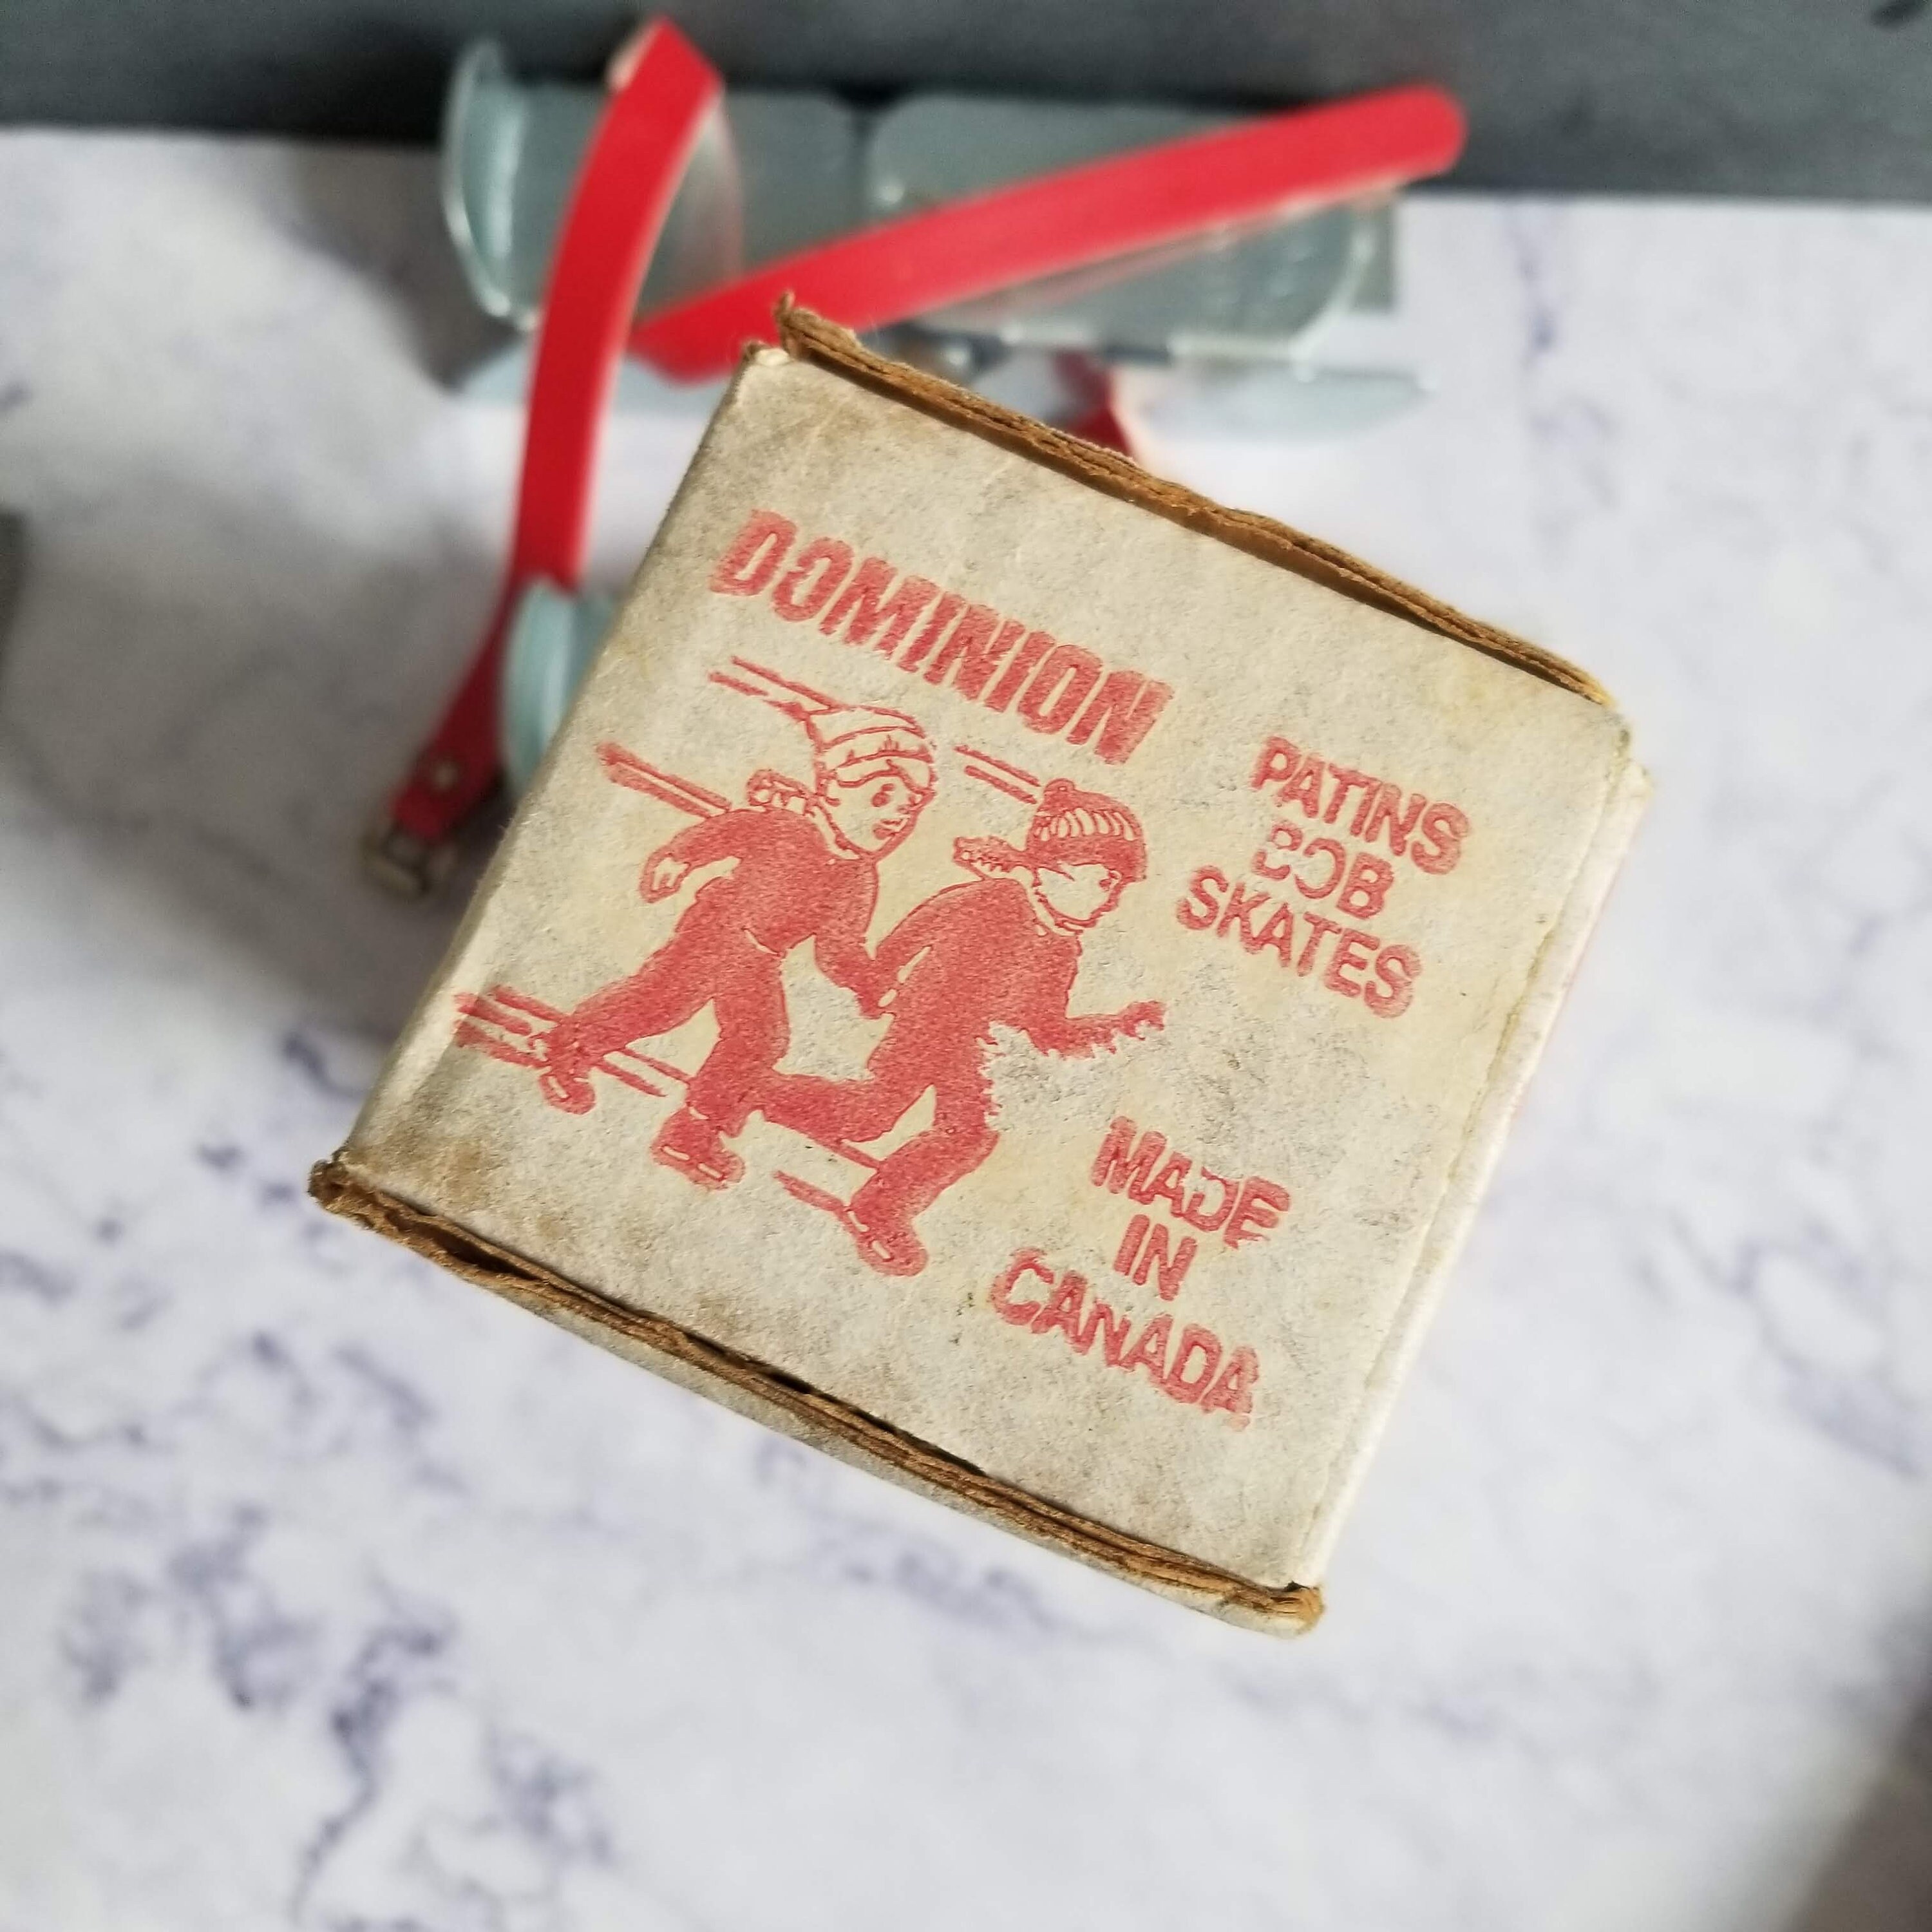 DOMINION
PATINS
BOB
SKATES
MADE
IN
CANADA